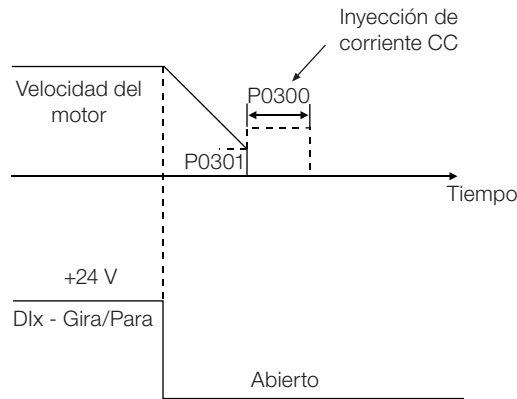 Inyección de
corriente CC
Velocidad del
motor
P0300
P0301
Tiempo
+24 V
DIx - Gira/Para
Abierto